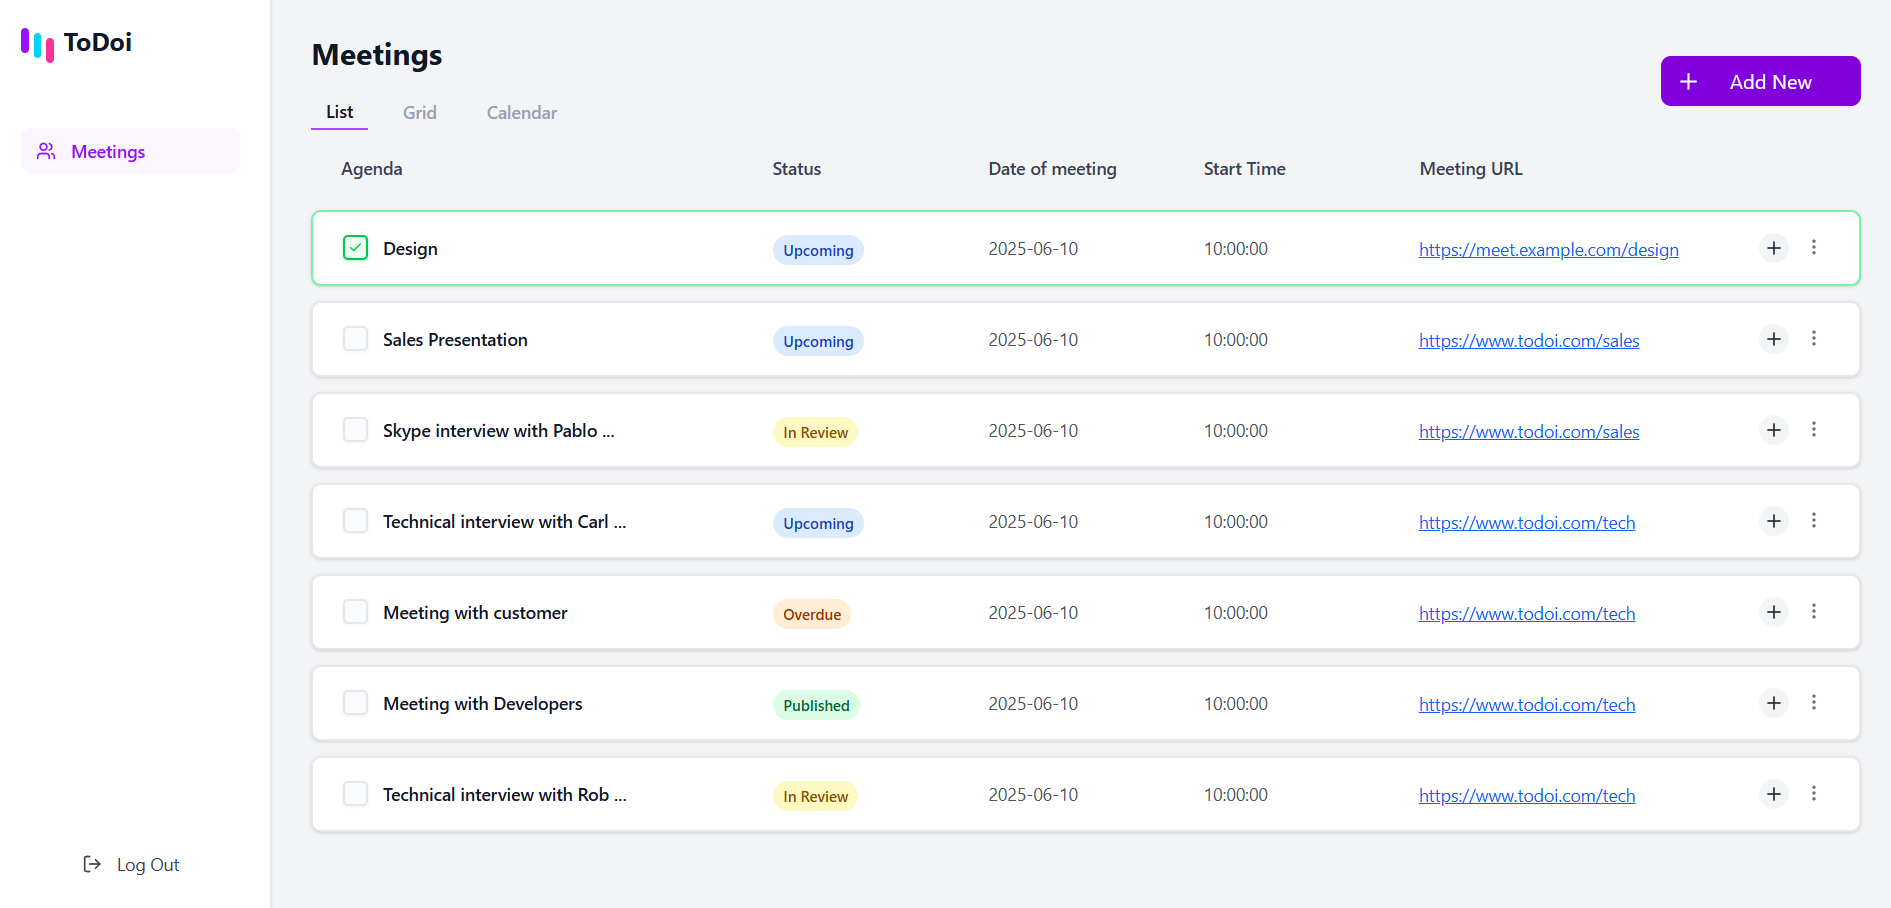 ToDoi
Meetings
Log Out
Meetings
List Grid Calendar
Add New
Agenda Status Date of meeting Start Time Meeting URL
Design Upcoming 2025-06-10 10:00:00 https://meet.example.com/design
Sales Presentation Upcoming 2025-06-10 10:00:00 https://www.todoi.com/sales
Skype interview with Pablo ... In Review 2025-06-10 10:00:00 https://www.todoi.com/sales
Technical interview with Carl ... Upcoming 2025-06-10 10:00:00 https://www.todoi.com/tech
Meeting with customer Overdue 2025-06-10 10:00:00 https://www.todoi.com/tech
Meeting with Developers Published 2025-06-10 10:00:00 https://www.todoi.com/tech
Technical interview with Rob ... In Review 2025-06-10 10:00:00 https://www.todoi.com/tech